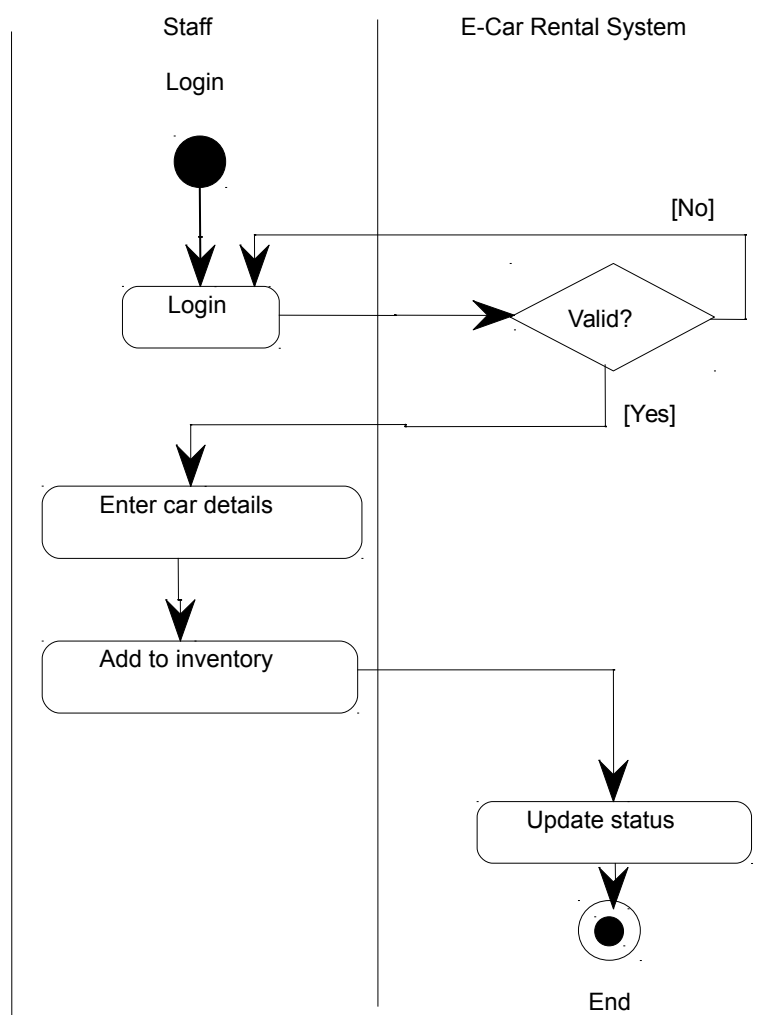 Staff
E-Car Rental System
Login
[No]
Login
Valid?
[Yes]
Enter car details
Add to inventory
Update status
End